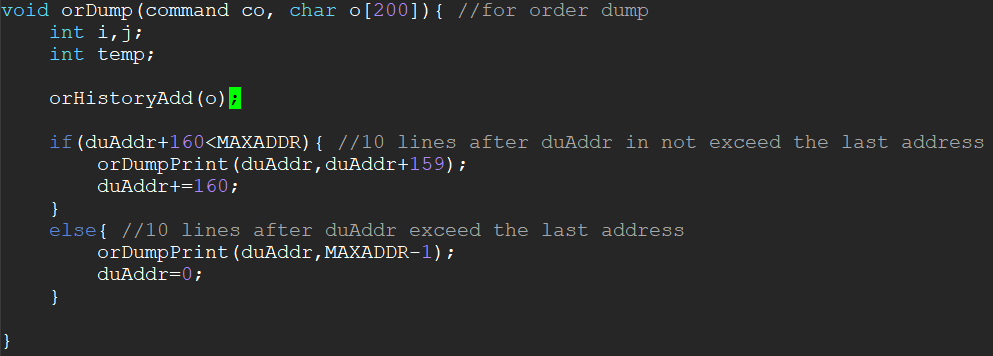 void orDump(command co, char o[200]){ //for order dump
    int i,j;
    int temp;
    orHistoryAdd(o);
    if(duAddr+160<MAXADDR){ //10 lines after duAddr in not exceed the last address
        orDumpPrint(duAddr,duAddr+159);
        duAddr+=160;
    }
    else{ //10 lines after duAddr exceed the last address
        orDumpPrint(duAddr,MAXADDR-1);
        duAddr=0;
    }
}